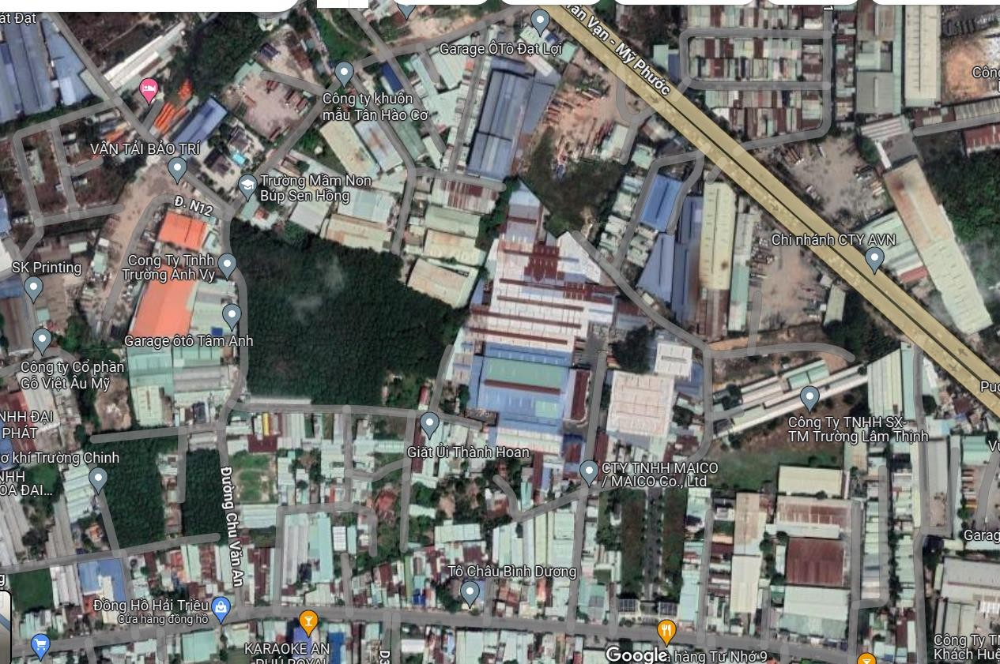 át Đạt
Garage ÔTô Đạt Lợi
Tân Vạn - Mỹ Phước
Công ty khuôn
mẫu Tân Hào Cơ
VẬN TẢI BẢO TRÍ
Trường Mầm Non
Búp Sen Hồng
Đ. N12
Chi nhánh CTY AVN
SK Printing
Cong Ty Tnhh
Trường Anh Vy
Garage ôtô Tâm Anh
Công ty Cổ phần
Gỗ Việt Âu Mỹ
NHH ĐẠI
PHÁT
Công Ty TNHH SX-
TM Trường Lâm Thịnh
Giặt Ủi Thành Hoan
ơ khí Trường Chinh
NHH
OA ĐẠI...
CTY TNHH MAICO
/ MAICO Co., Ltd
Đường Chu Văn An
Garag
Tô Châu Bình Dương
Đồng Hồ Hải Triều
Cửa hàng đồng hồ
KARAOKE AN
PHÚ ROYAL
D3
Google
hàng Tư Nhớ 9
Công Ty TN
Khách Huệ